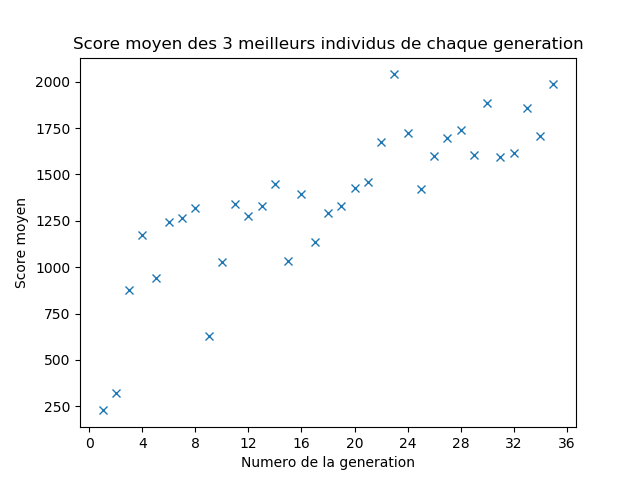 Score moyen des 3 meilleurs individus de chaque generation
Score moyen
2000
1750
1500
1250
1000
750
500
250
0 4 8 12 16 20 24 28 32 36
Numero de la generation